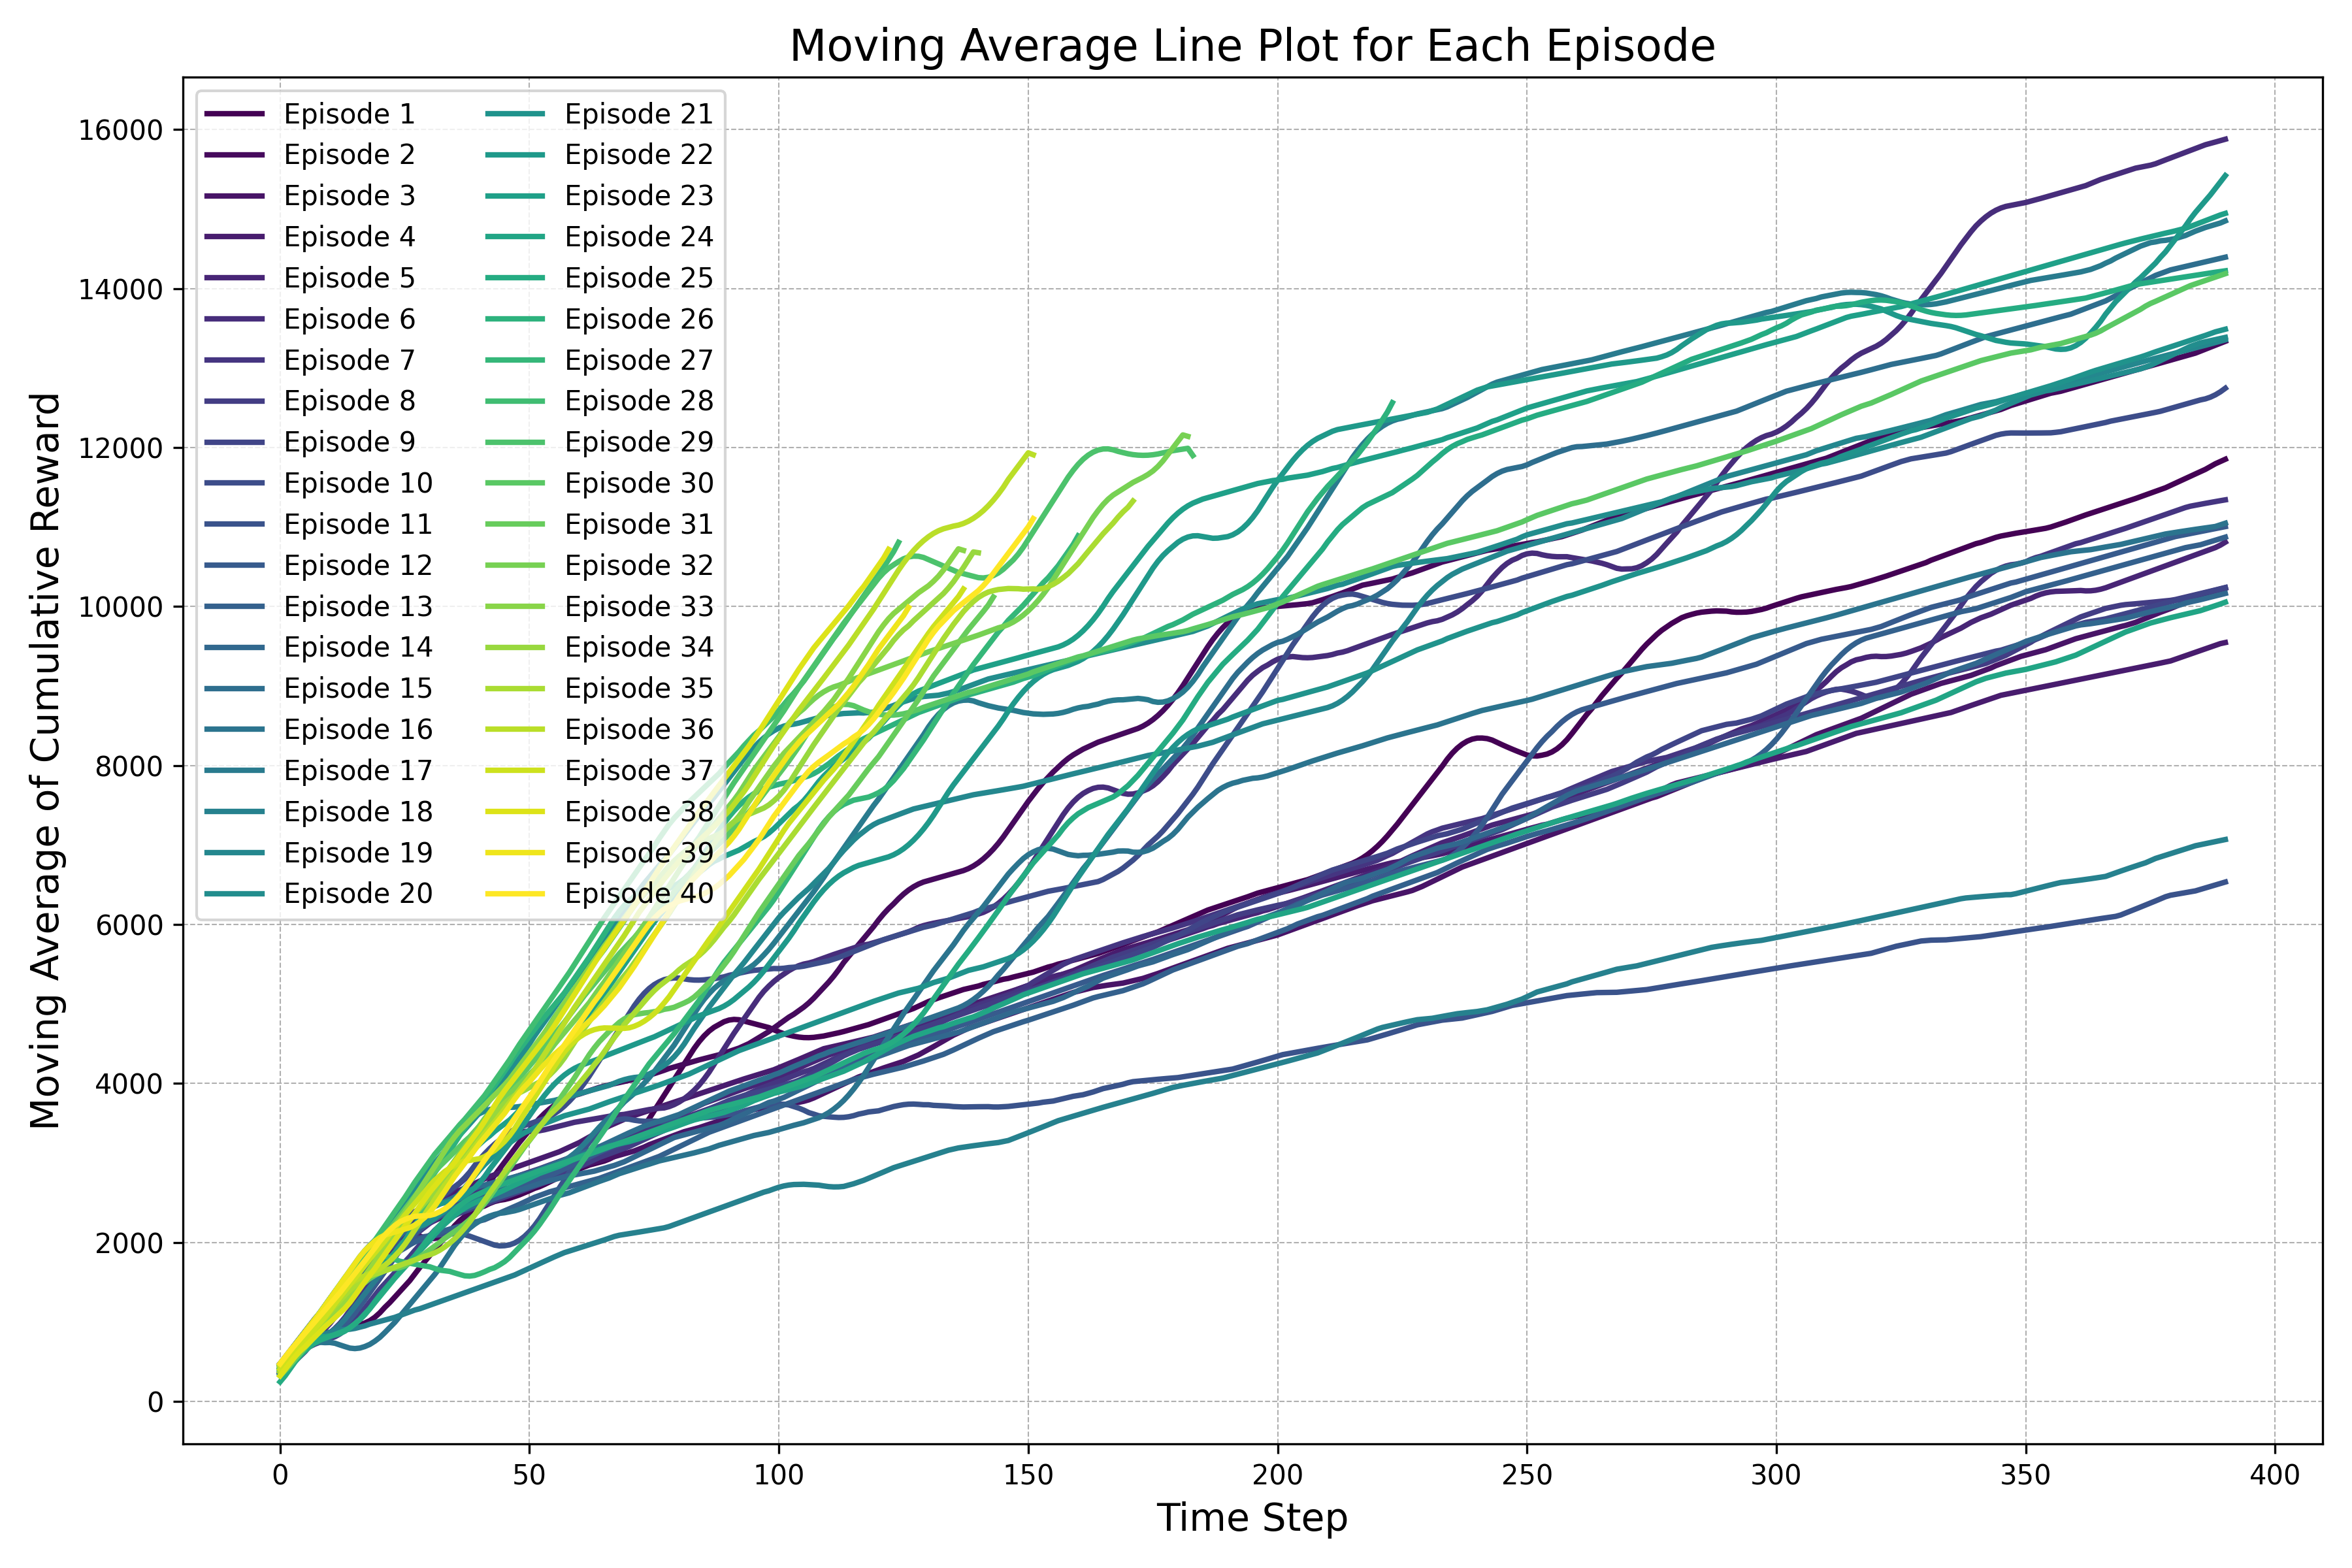 Moving Average Line Plot for Each Episode
Moving Average of Cumulative Reward
16000
14000
12000
10000
8000
6000
4000
2000
0
Episode 1
Episode 2
Episode 3
Episode 4
Episode 5
Episode 6
Episode 7
Episode 8
Episode 9
Episode 10
Episode 11
Episode 12
Episode 13
Episode 14
Episode 15
Episode 16
Episode 17
Episode 18
Episode 19
Episode 20
Episode 21
Episode 22
Episode 23
Episode 24
Episode 25
Episode 26
Episode 27
Episode 28
Episode 29
Episode 30
Episode 31
Episode 32
Episode 33
Episode 34
Episode 35
Episode 36
Episode 37
Episode 38
Episode 39
Episode 40
0 50 100 150 200 250 300 350 400
Time Step